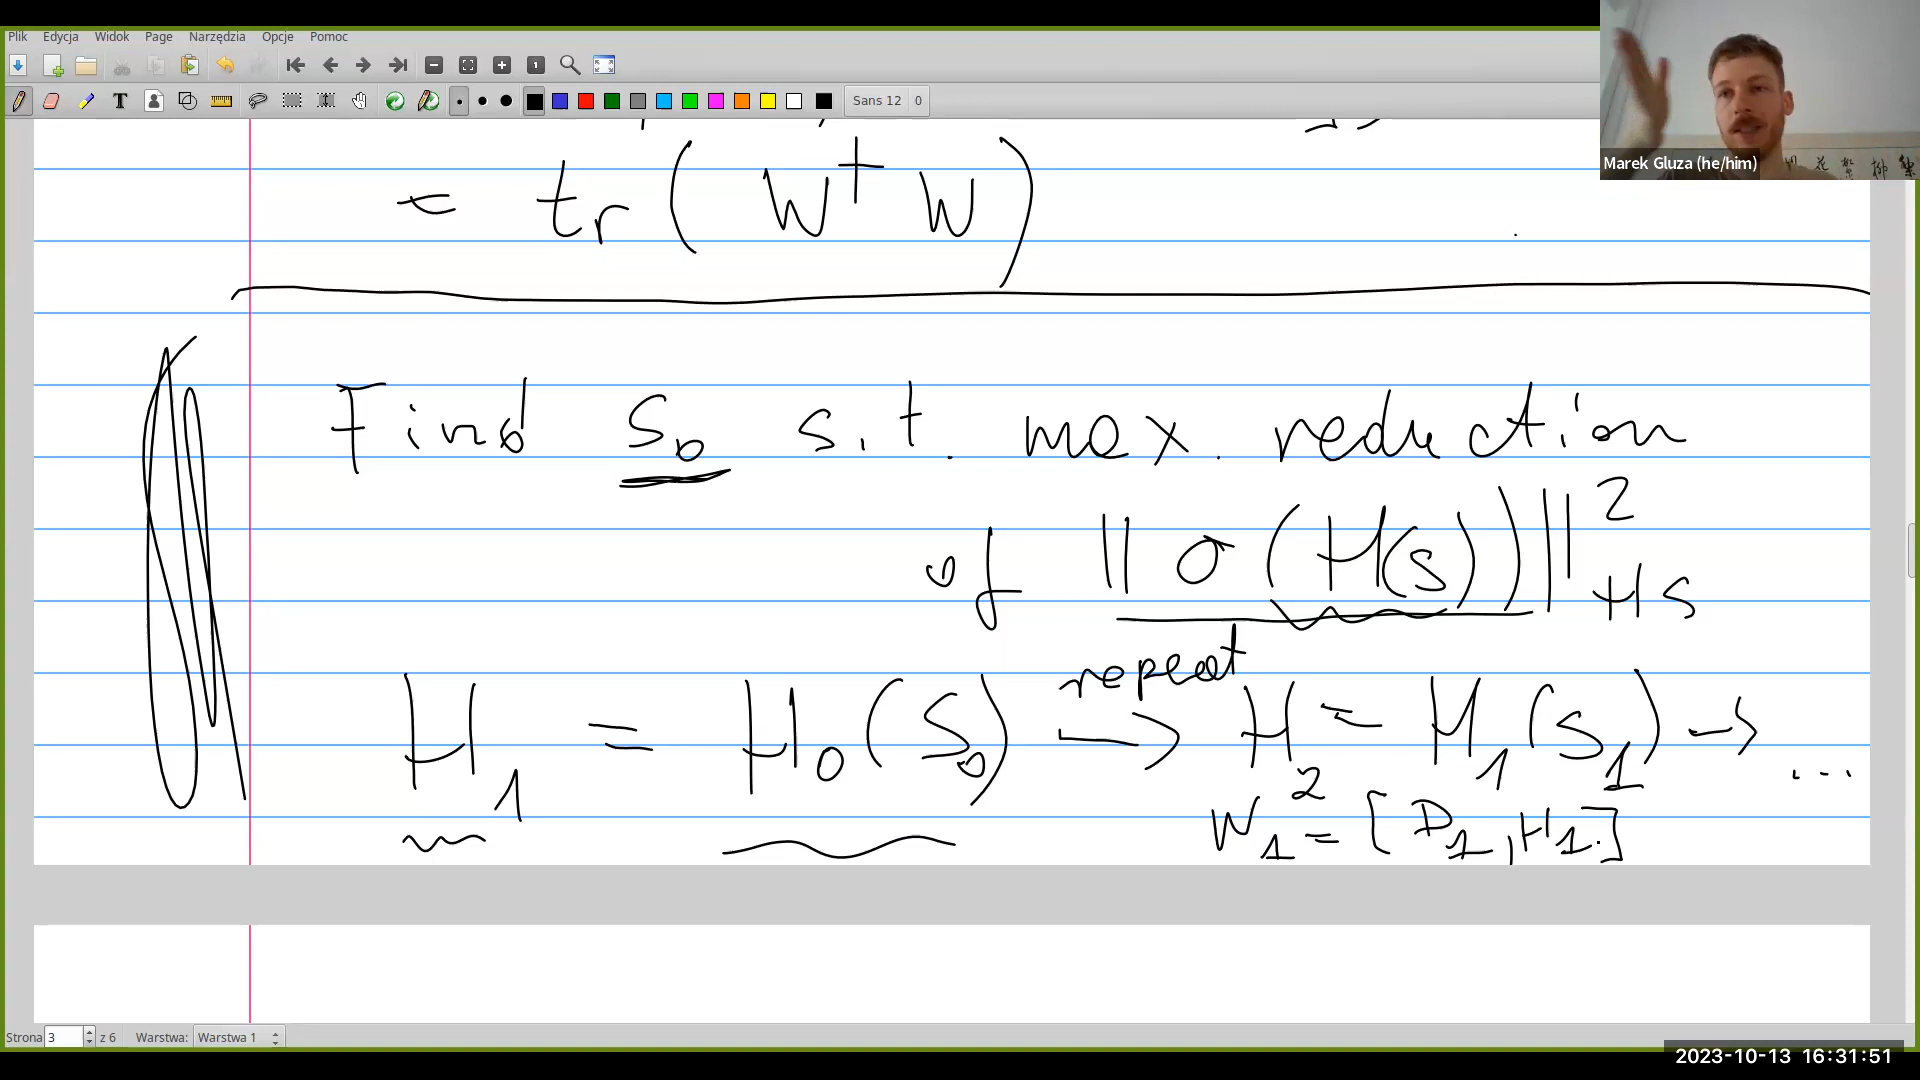 Plik Edycja Widok Page Narzędzia Opcje Pomoc
Sans 12 0
Marek Gluza (he/him)
= tr ( W† W )
Find S₀ s.t. max. reduction
of || σ (H(s)) ||²_HS
repeat
H₁ = H₀ (S₀) → H₂ = H₁ (S₁) → ...
W₁ = [ D₁, H₁ ]
Strona 3 z 6 Warstwa: Warstwa 1
2023-10-13 16:31:51